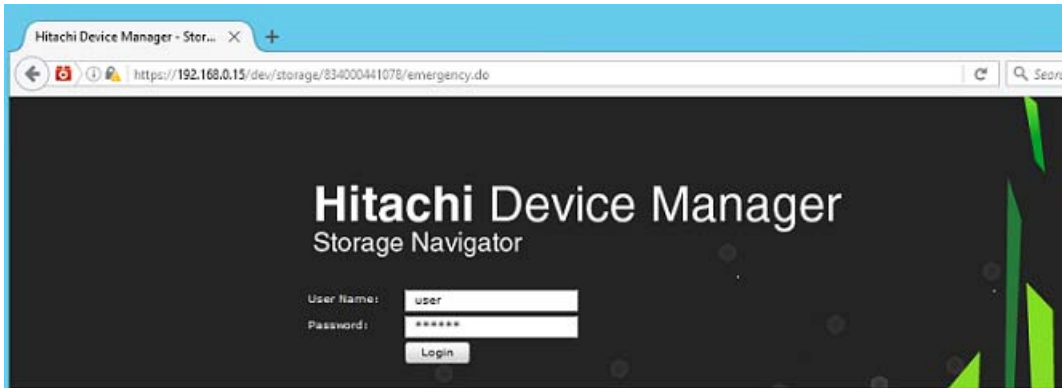 Hitachi Device Manager - Stor...
https://192.168.0.15/dev/storage/834000441078/emergency.do
Hitachi Device Manager
Storage Navigator
User Name: user
Password: ******
Login